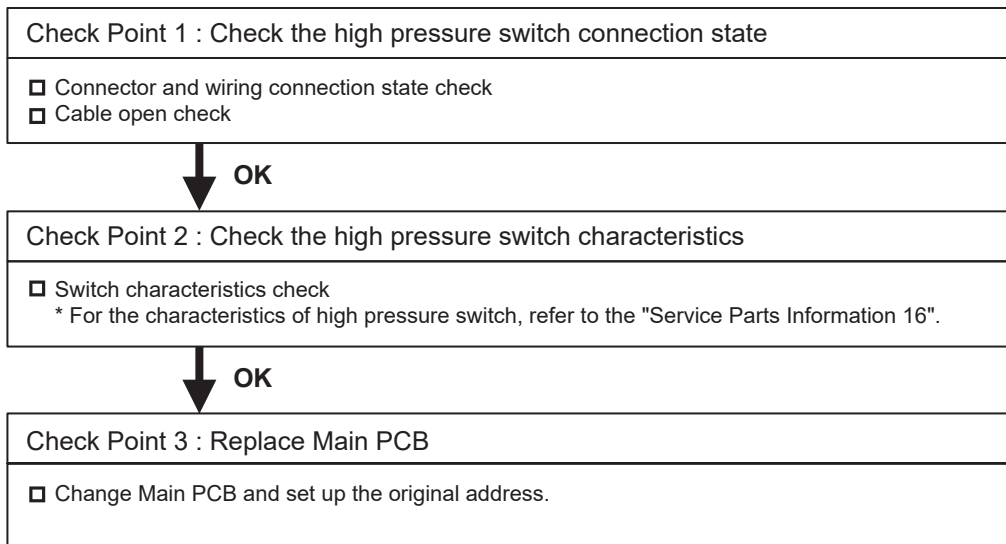 Check Point 1 : Check the high pressure switch connection state
Connector and wiring connection state check
Cable open check
OK
Check Point 2 : Check the high pressure switch characteristics
Switch characteristics check
* For the characteristics of high pressure switch, refer to the "Service Parts Information 16".
OK
Check Point 3 : Replace Main PCB
Change Main PCB and set up the original address.